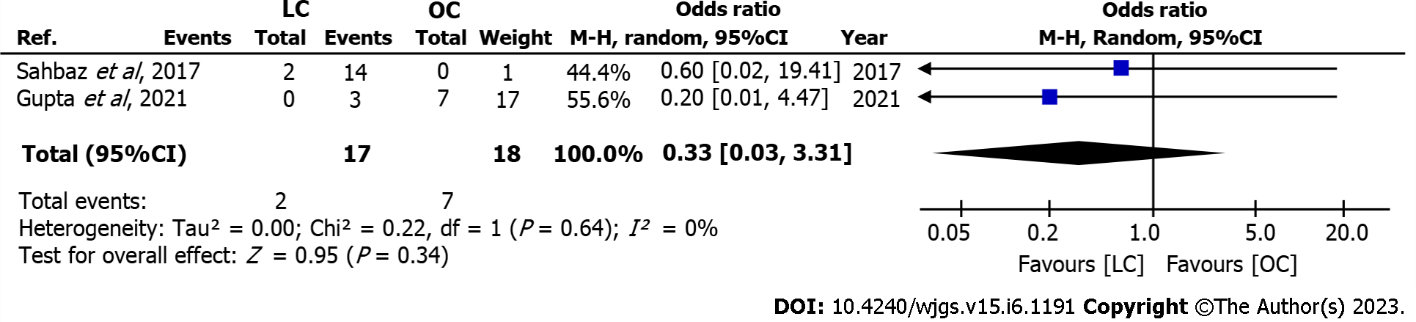 LC OC Odds ratio Odds ratio
Ref. Events Total Events Total Weight M-H, random, 95%CI Year M-H, Random, 95%CI
Sahbaz et al, 2017 2 14 0 1 44.4% 0.60 [0.02, 19.41] 2017
Gupta et al, 2021 0 3 7 17 55.6% 0.20 [0.01, 4.47] 2021
Total (95%CI) 17 18 100.0% 0.33 [0.03, 3.31]
Total events: 2 7
Heterogeneity: Tau² = 0.00; Chi² = 0.22, df = 1 (P = 0.64); I² = 0%
Test for overall effect: Z = 0.95 (P = 0.34)
0.05 0.2 1.0 5.0 20.0
Favours [LC] Favours [OC]
DOI: 10.4240/wjgs.v15.i6.1191 Copyright ©The Author(s) 2023.